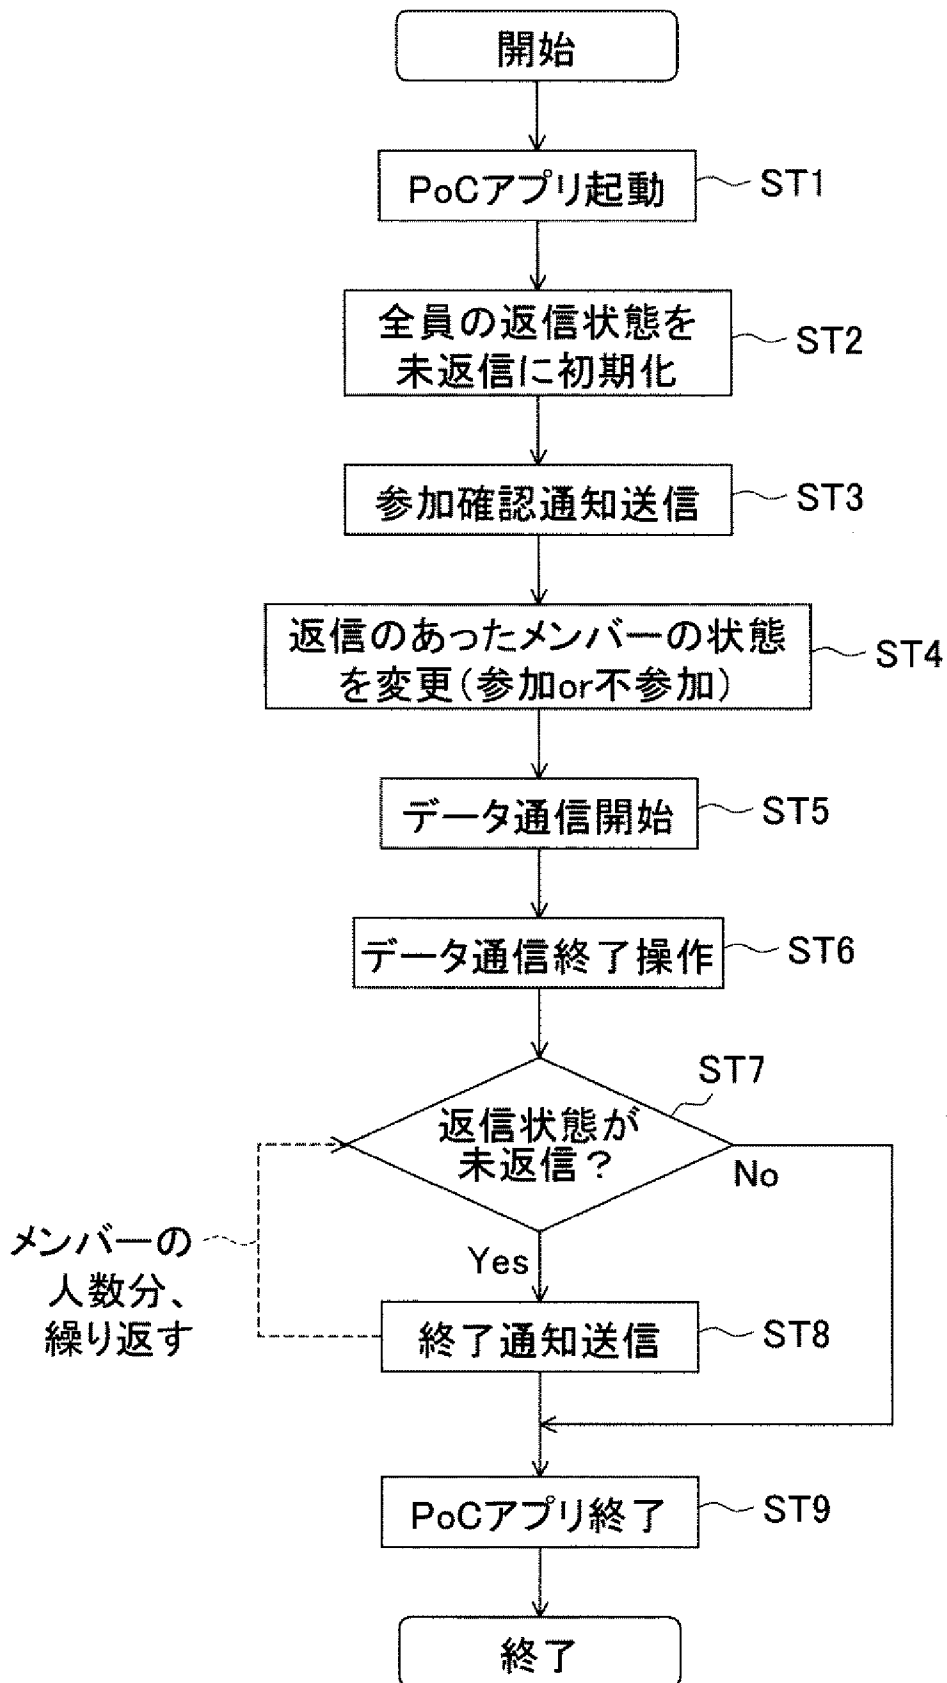 開始
PoCアプリ起動
ST1
全員の返信状態を
未返信に初期化
ST2
参加確認通知送信
ST3
返信のあったメンバーの状態
を変更(参加or不参加)
ST4
データ通信開始
ST5
データ通信終了操作
ST6
ST7
返信状態が
未返信?
No
Yes
メンバーの
人数分、
繰り返す
終了通知送信
ST8
PoCアプリ終了
ST9
終了